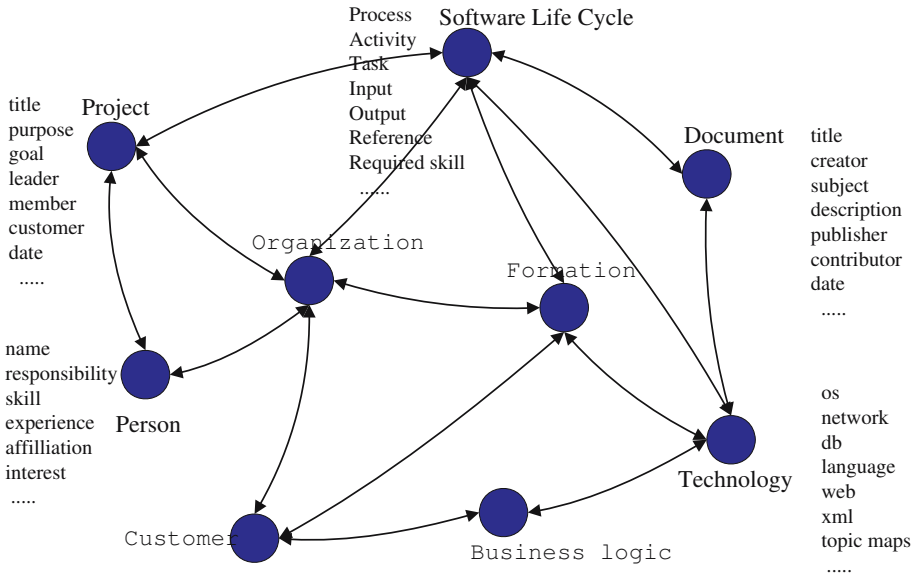 Process
Activity
Task
Input
Output
Reference
Required skill
......
Software Life Cycle
title
purpose
goal
leader
member
customer
date
.....
Project
Document
title
creator
subject
description
publisher
contributor
date
.....
Organization
Formation
name
responsibility
skill
experience
affilliation
interest
.....
Person
os
network
db
language
web
xml
topic maps
.....
Technology
Customer
Business logic